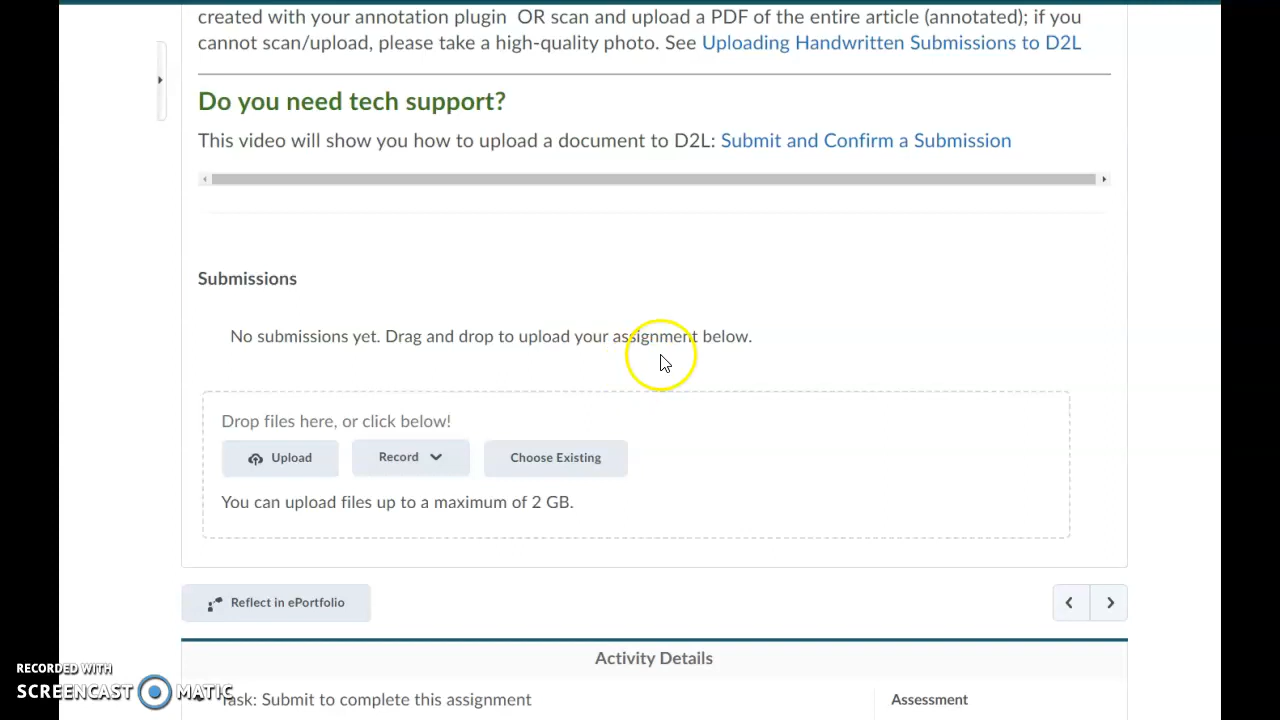 created with your annotation plugin OR scan and upload a PDF of the entire article (annotated); if you
cannot scan/upload, please take a high-quality photo. See Uploading Handwritten Submissions to D2L
Do you need tech support?
This video will show you how to upload a document to D2L: Submit and Confirm a Submission
Submissions
No submissions yet. Drag and drop to upload your assignment below.
Drop files here, or click below!
Upload
Record
Choose Existing
You can upload files up to a maximum of 2 GB.
Reflect in ePortfolio
Activity Details
Task: Submit to complete this assignment
Assessment
RECORDED WITH
SCREENCAST MATIC